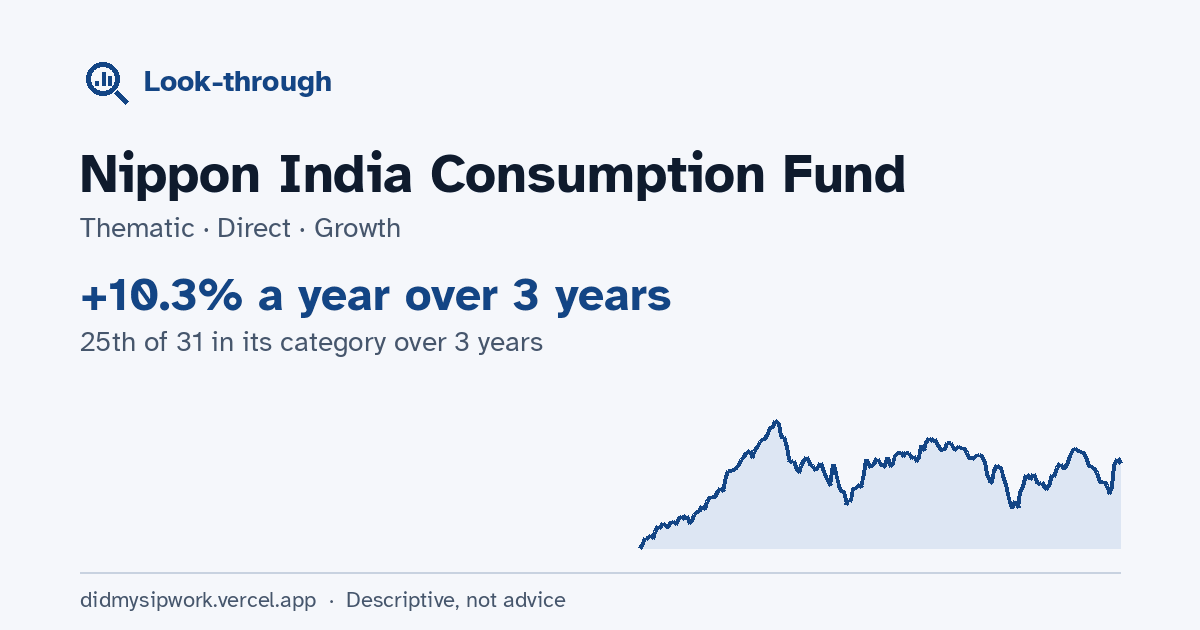 Look-through
Nippon India Consumption Fund
Thematic · Direct · Growth
+10.3% a year over 3 years
25th of 31 in its category over 3 years
didmysipwork.vercel.app · Descriptive, not advice